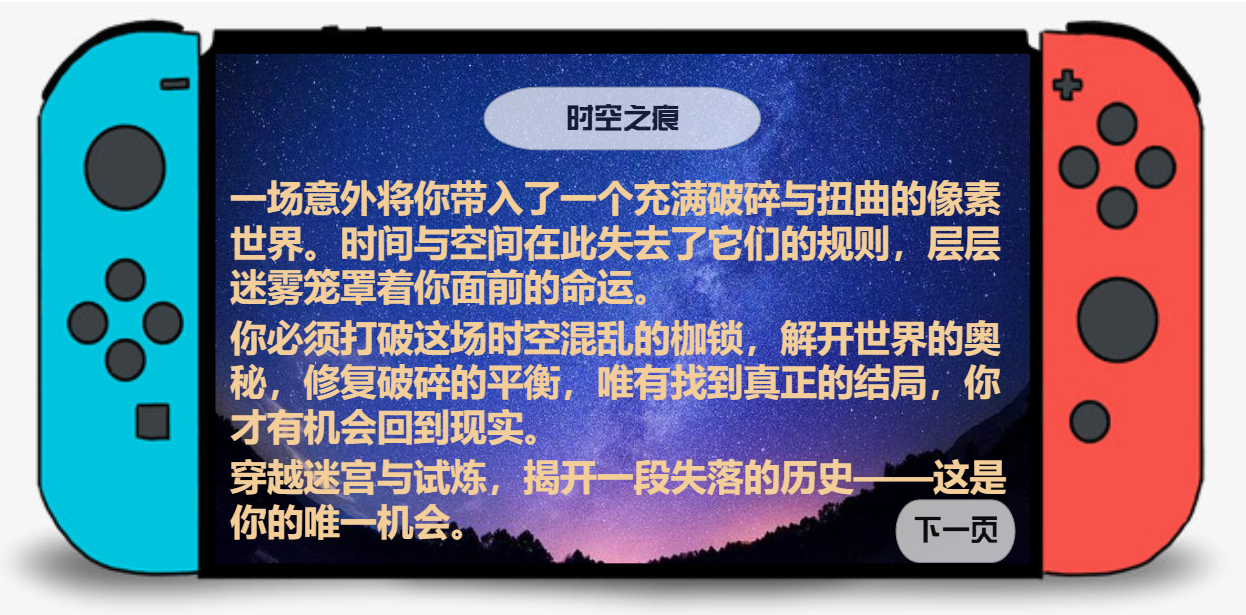 时空之痕
一场意外将你带入了一个充满破碎与扭曲的像素
世界。时间与空间在此失去了它们的规则，层层
迷雾笼罩着你面前的命运。
你必须打破这场时空混乱的枷锁，解开世界的奥
秘，修复破碎的平衡，唯有找到真正的结局，你
才有机会回到现实。
穿越迷宫与试炼，揭开一段失落的历史——这是
你的唯一机会。
下一页